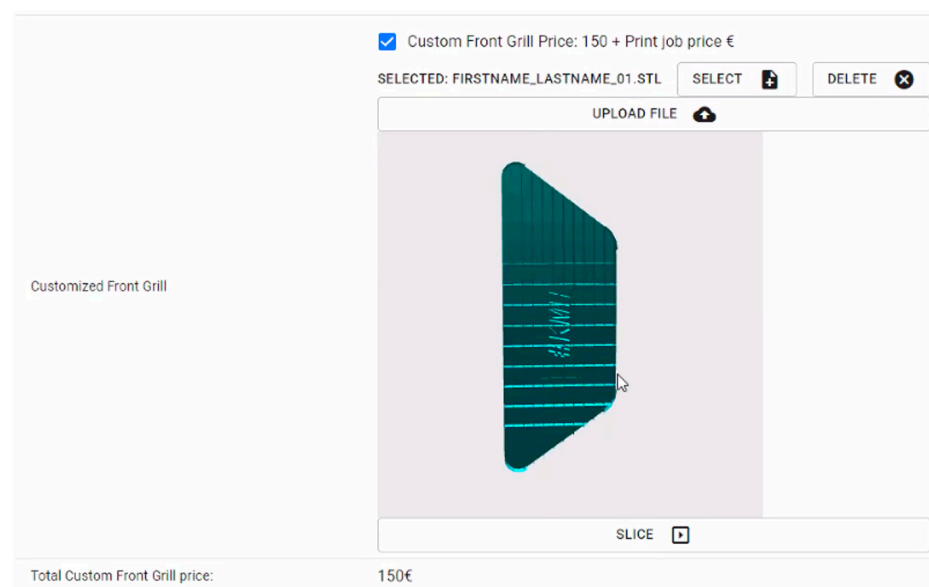 Custom Front Grill Price: 150 + Print job price €
SELECTED: FIRSTNAME_LASTNAME_01.STL SELECT DELETE
UPLOAD FILE
Customized Front Grill
SLICE
Total Custom Front Grill price: 150€